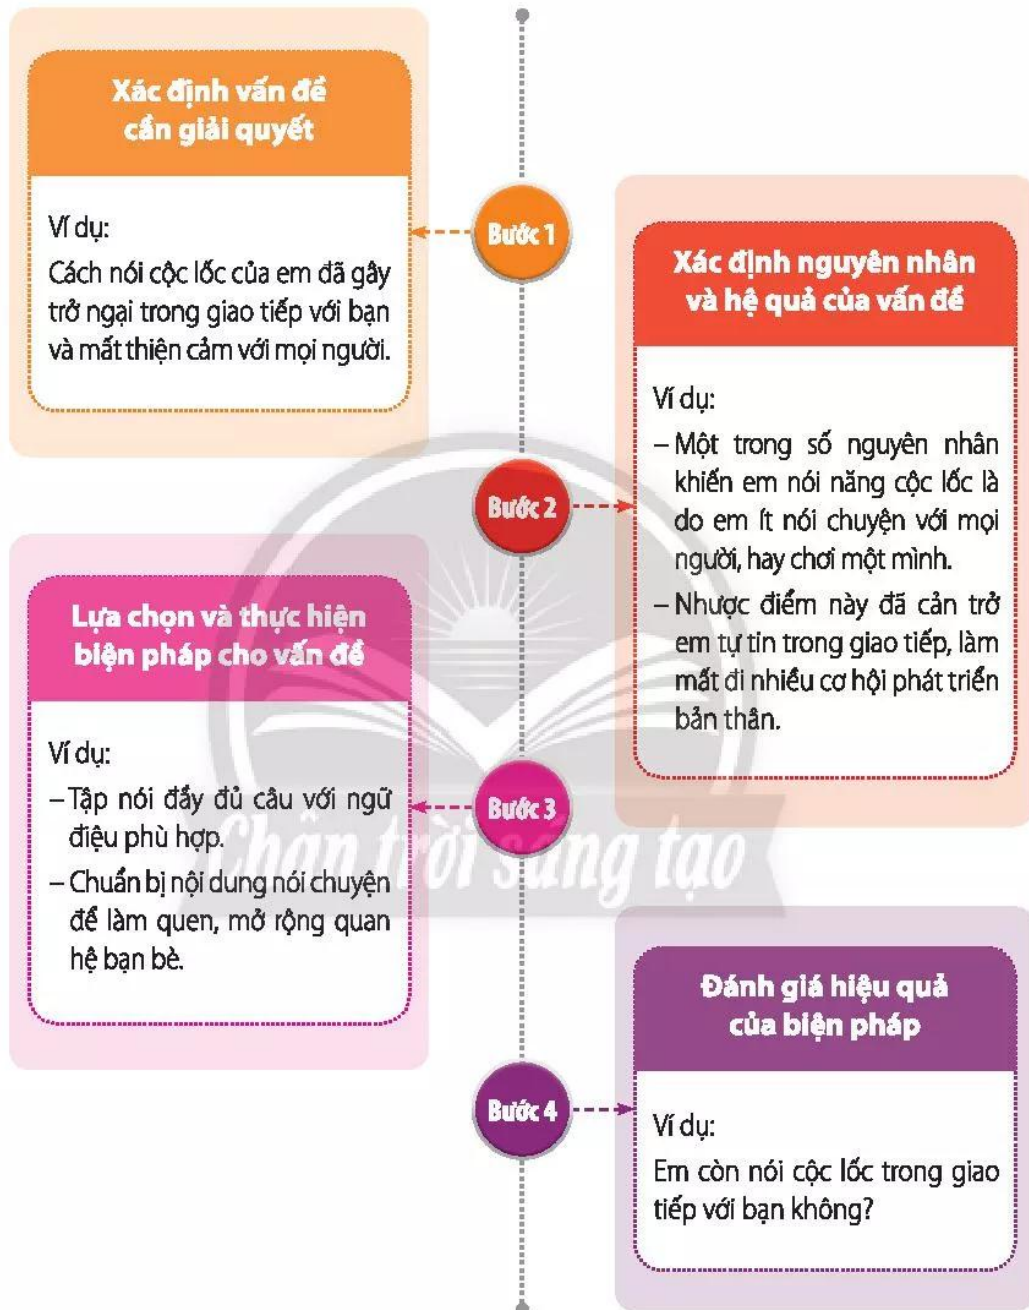 Xác định vấn đề
cần giải quyết
Ví dụ:
Cách nói cộc lốc của em đã gây
trở ngại trong giao tiếp với bạn
và mất thiện cảm với mọi người.
Bước 1
Bước 2
Xác định nguyên nhân
và hệ quả của vấn đề
Ví dụ:
– Một trong số nguyên nhân
khiến em nói năng cộc lốc là
do em ít nói chuyện với mọi
người, hay chơi một mình.
– Nhược điểm này đã cản trở
em tự tin trong giao tiếp, làm
mất đi nhiều cơ hội phát triển
bản thân.
Lựa chọn và thực hiện
biện pháp cho vấn đề
Ví dụ:
– Tập nói đầy đủ câu với ngữ
điệu phù hợp.
– Chuẩn bị nội dung nói chuyện
để làm quen, mở rộng quan
hệ bạn bè.
Bước 3
Chân trời sáng tạo
Bước 4
Đánh giá hiệu quả
của biện pháp
Ví dụ:
Em còn nói cộc lốc trong giao
tiếp với bạn không?